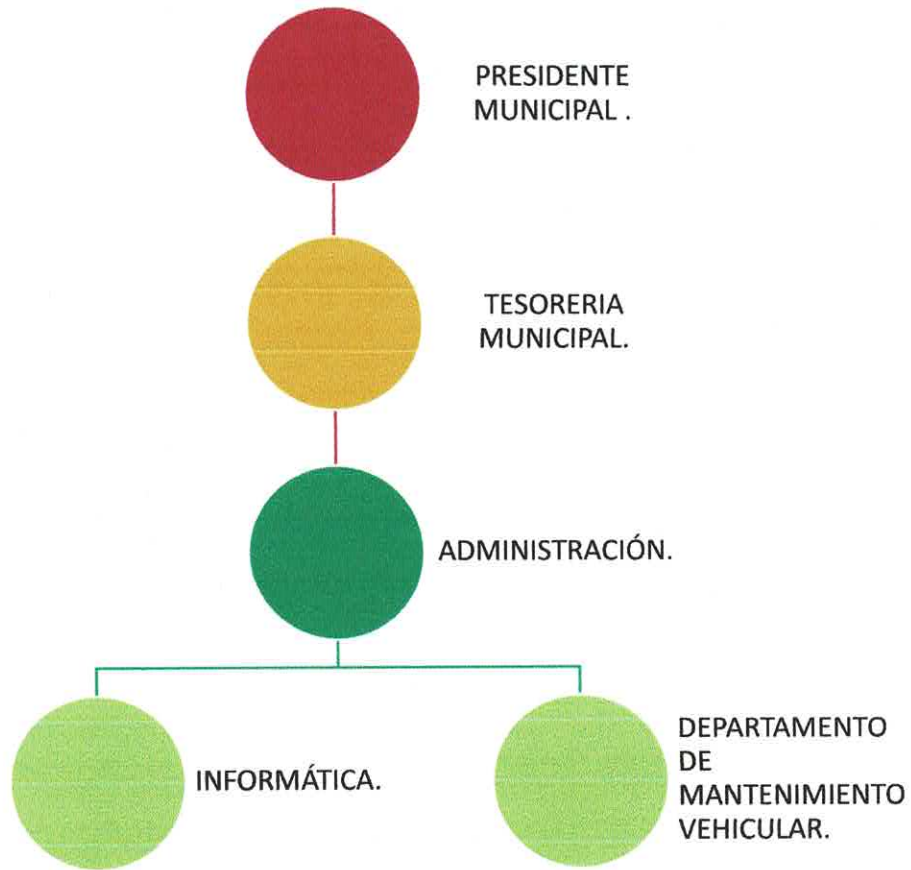 PRESIDENTE
MUNICIPAL .
TESORERIA
MUNICIPAL.
ADMINISTRACIÓN.
INFORMÁTICA.
DEPARTAMENTO
DE
MANTENIMIENTO
VEHICULAR.